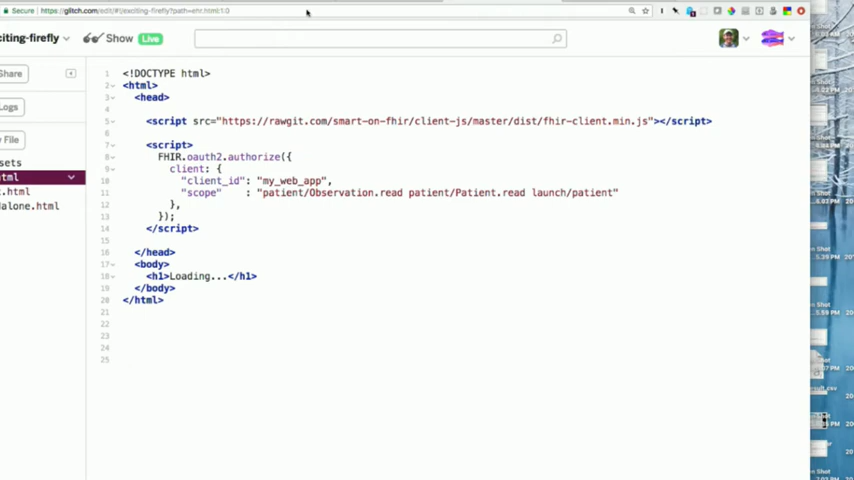 Secure https://glitch.com/edit/#!/exciting-firefly?path=ehr.html:1:0
citing-firefly Show Live
Share
Logs
File
sets
html
.html
alone.html
1 <!DOCTYPE html>
2 <html>
3 <head>
4
5 <script src="https://rawgit.com/smart-on-fhir/client-js/master/dist/fhir-client.min.js"></script>
6
7 <script>
8 FHIR.oauth2.authorize({
9 client: {
10 "client_id": "my_web_app",
11 "scope" : "patient/Observation.read patient/Patient.read launch/patient"
12 },
13 });
14 </script>
15
16 </head>
17 <body>
18 <h1>Loading...</h1>
19 </body>
20 </html>
21
22
23
24
25